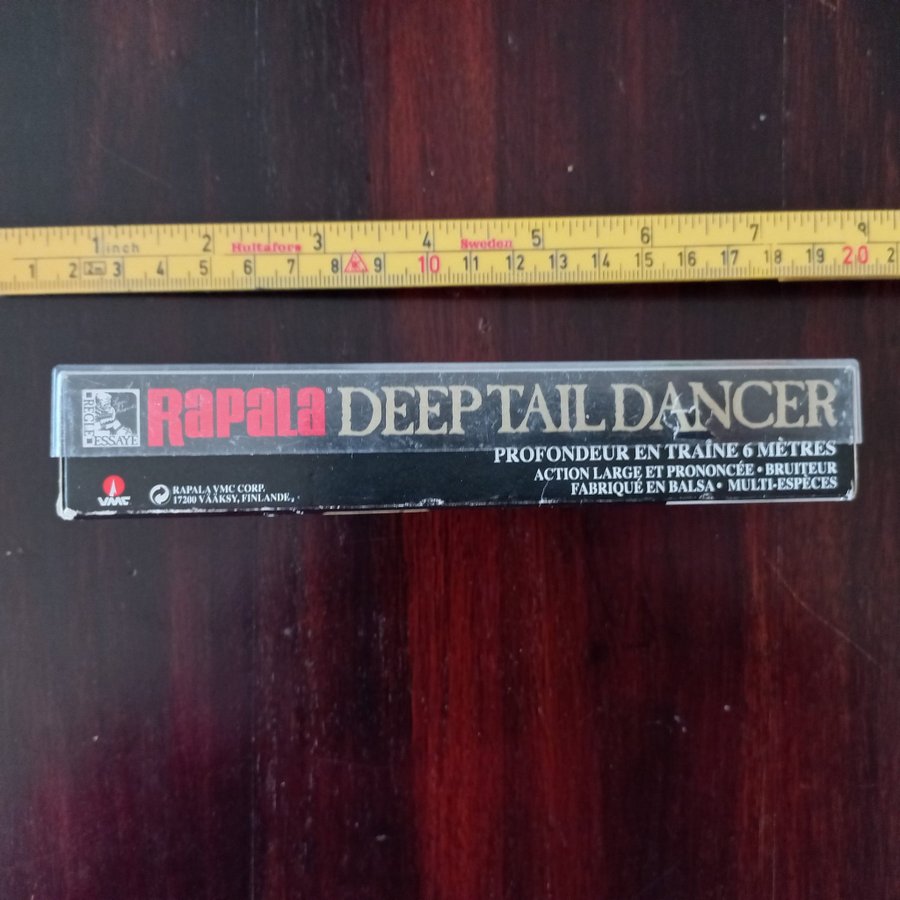 1 inch 2 Hultafors 3 4 Sweden 5 6 7 8
1 2 2m 3 4 5 6 7 8 9 10 11 12 13 14 15 16 17 18 19 20 2
RÉGLÉ ESSAYÉ
Rapala® DEEP TAIL DANCER®
PROFONDEUR EN TRAÎNE 6 MÈTRES
ACTION LARGE ET PRONONCÉE • BRUITEUR
FABRIQUÉ EN BALSA • MULTI-ESPÈCES
VMC
RAPALA VMC CORP.
17200 VÄÄKSY, FINLANDE,